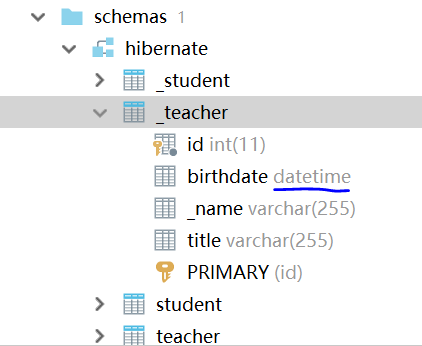 schemas 1
hibernate
_student
_teacher
id int(11)
birthdate datetime
_name varchar(255)
title varchar(255)
PRIMARY (id)
student
teacher